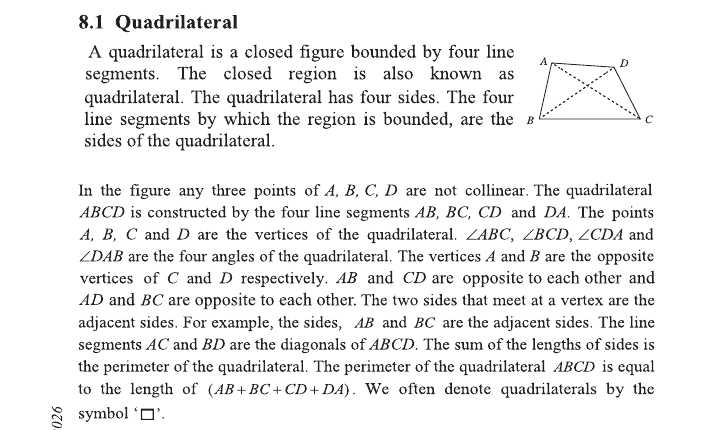 8.1 Quadrilateral
A quadrilateral is a closed figure bounded by four line
segments. The closed region is also known as
quadrilateral. The quadrilateral has four sides. The four
line segments by which the region is bounded, are the
sides of the quadrilateral.
A
D
B
C
In the figure any three points of A, B, C, D are not collinear. The quadrilateral
ABCD is constructed by the four line segments AB, BC, CD and DA. The points
A, B, C and D are the vertices of the quadrilateral. ∠ABC, ∠BCD, ∠CDA and
∠DAB are the four angles of the quadrilateral. The vertices A and B are the opposite
vertices of C and D respectively. AB and CD are opposite to each other and
AD and BC are opposite to each other. The two sides that meet at a vertex are the
adjacent sides. For example, the sides, AB and BC are the adjacent sides. The line
segments AC and BD are the diagonals of ABCD. The sum of the lengths of sides is
the perimeter of the quadrilateral. The perimeter of the quadrilateral ABCD is equal
to the length of (AB+BC+CD+DA). We often denote quadrilaterals by the
symbol ‘□’.
026